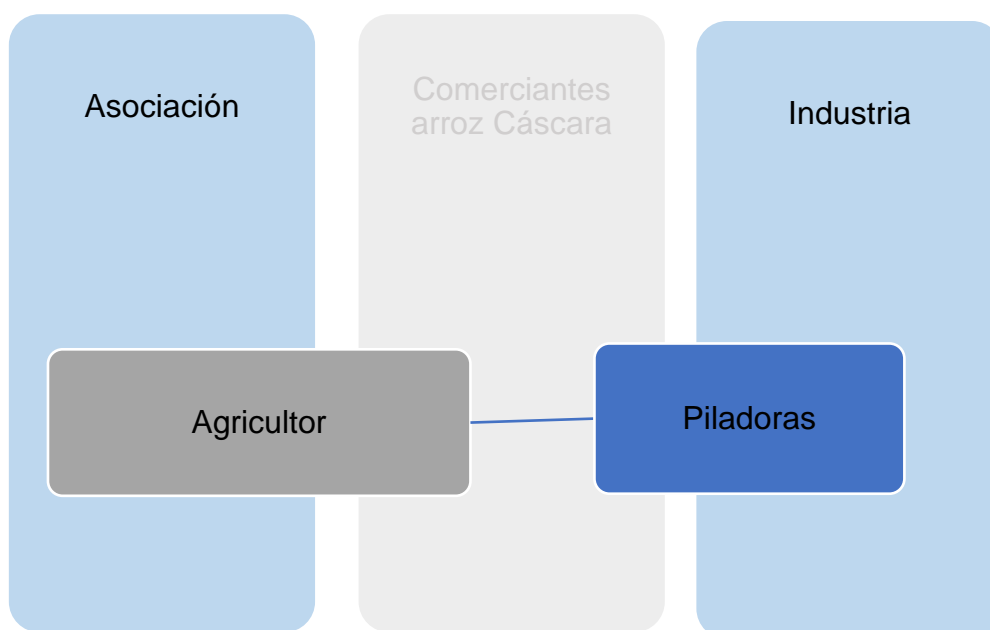 Asociación
Comerciantes
arroz Cáscara
Industria
Agricultor
Piladoras